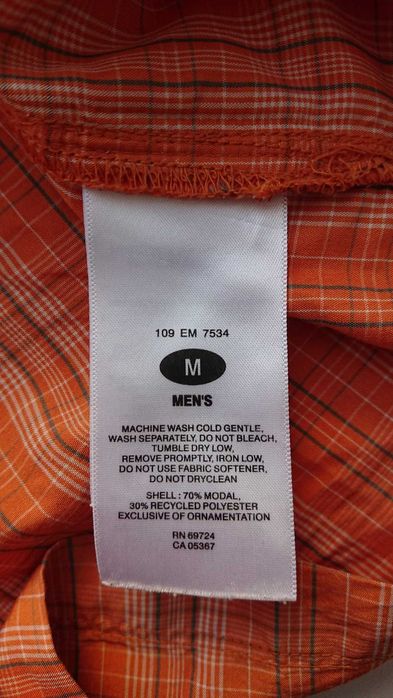 109 EM 7534
M
MEN'S
MACHINE WASH COLD GENTLE,
WASH SEPARATELY, DO NOT BLEACH,
TUMBLE DRY LOW,
REMOVE PROMPTLY, IRON LOW,
DO NOT USE FABRIC SOFTENER,
DO NOT DRYCLEAN
SHELL : 70% MODAL,
30% RECYCLED POLYESTER
EXCLUSIVE OF ORNAMENTATION
RN 69724
CA 05367